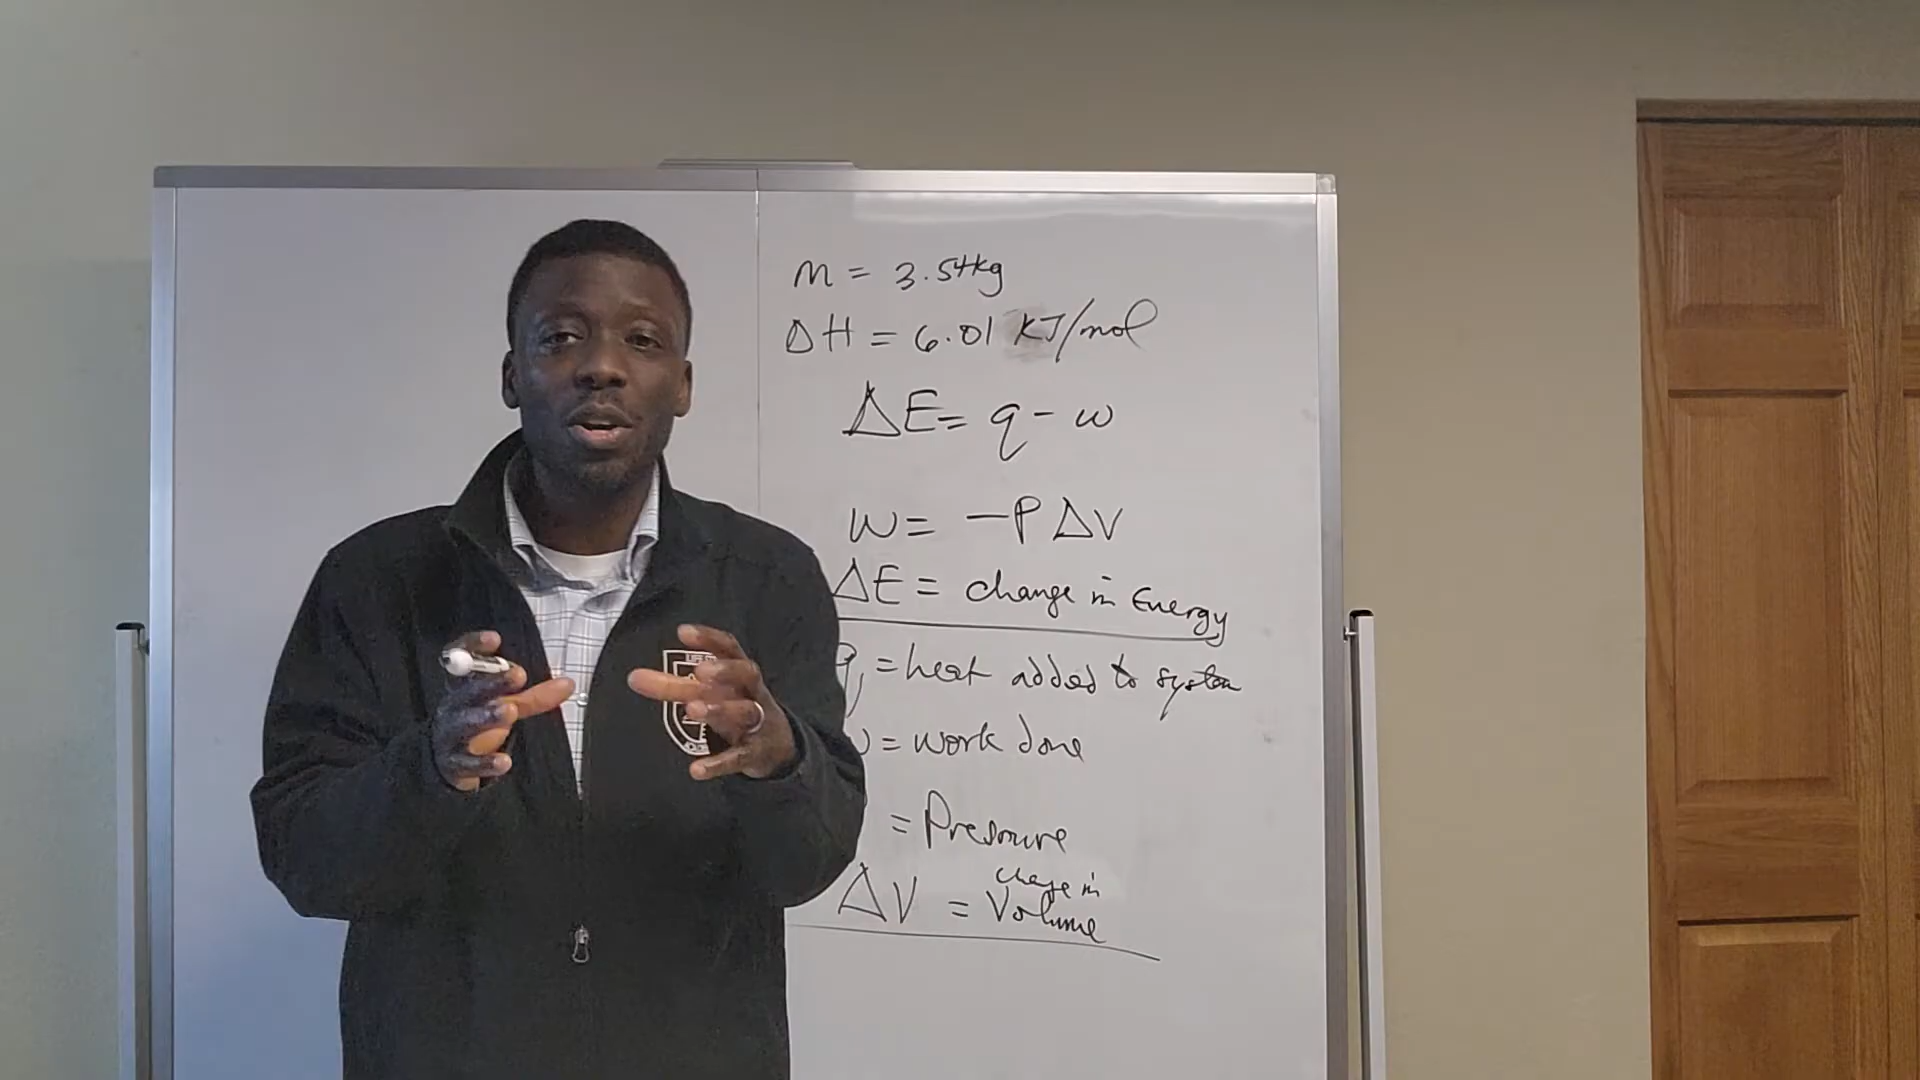 m = 3.54kg
ΔH = 6.01 KJ/mol
ΔE = q - w
w = -PΔV
ΔE = change in Energy
q = heat added to system
= work done
= Pressure
ΔV = change in Volume